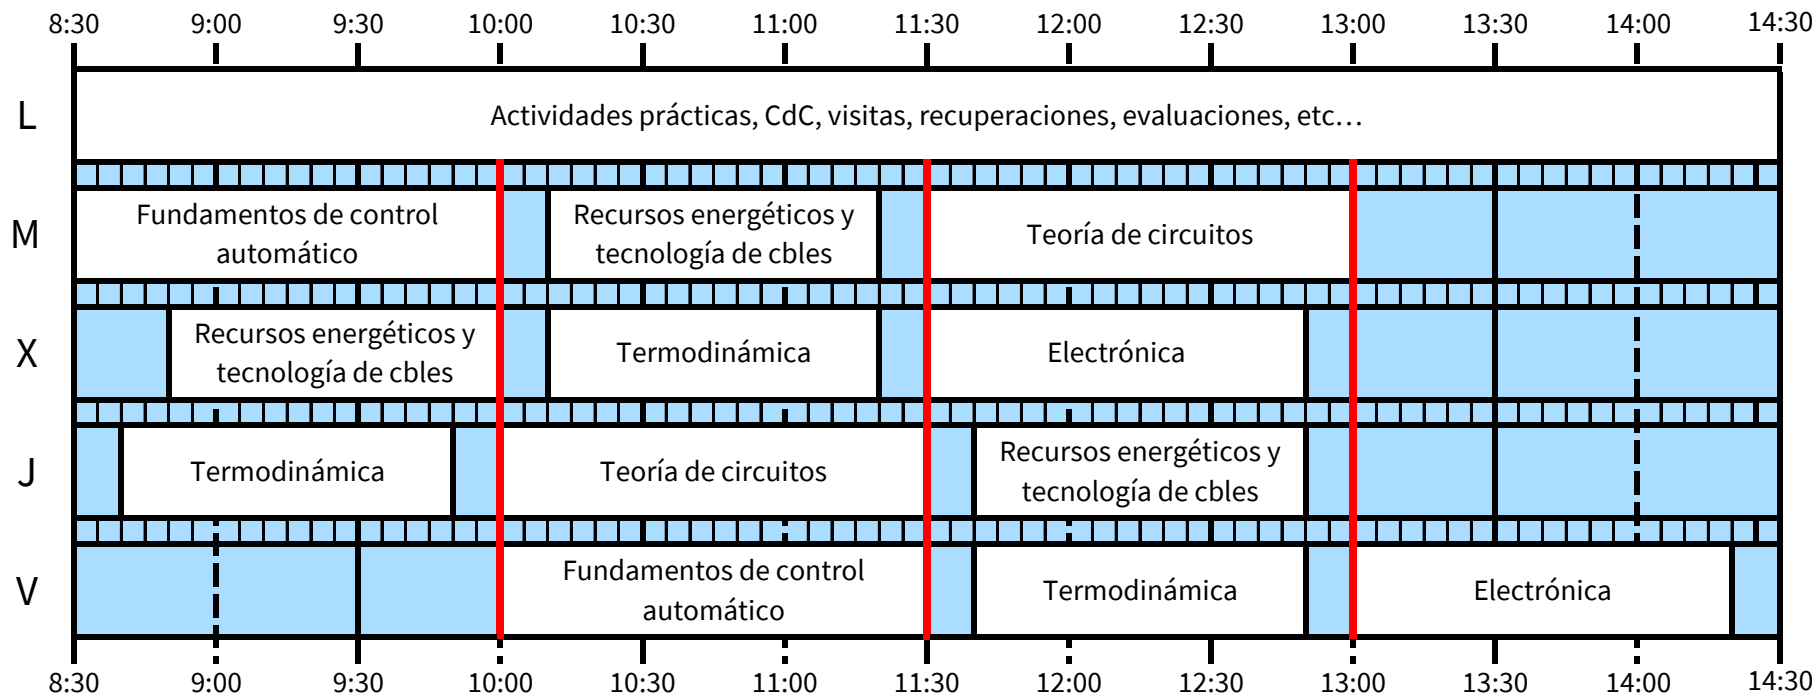 8:30 9:00 9:30 10:00 10:30 11:00 11:30 12:00 12:30 13:00 13:30 14:00 14:30
L Actividades prácticas, CdC, visitas, recuperaciones, evaluaciones, etc…
M
Fundamentos de control
automático
Recursos energéticos y
tecnología de cbles
Teoría de circuitos
X
Recursos energéticos y
tecnología de cbles
Termodinámica
Electrónica
J
Termodinámica
Teoría de circuitos
Recursos energéticos y
tecnología de cbles
V
Fundamentos de control
automático
Termodinámica
Electrónica
8:30 9:00 9:30 10:00 10:30 11:00 11:30 12:00 12:30 13:00 13:30 14:00 14:30